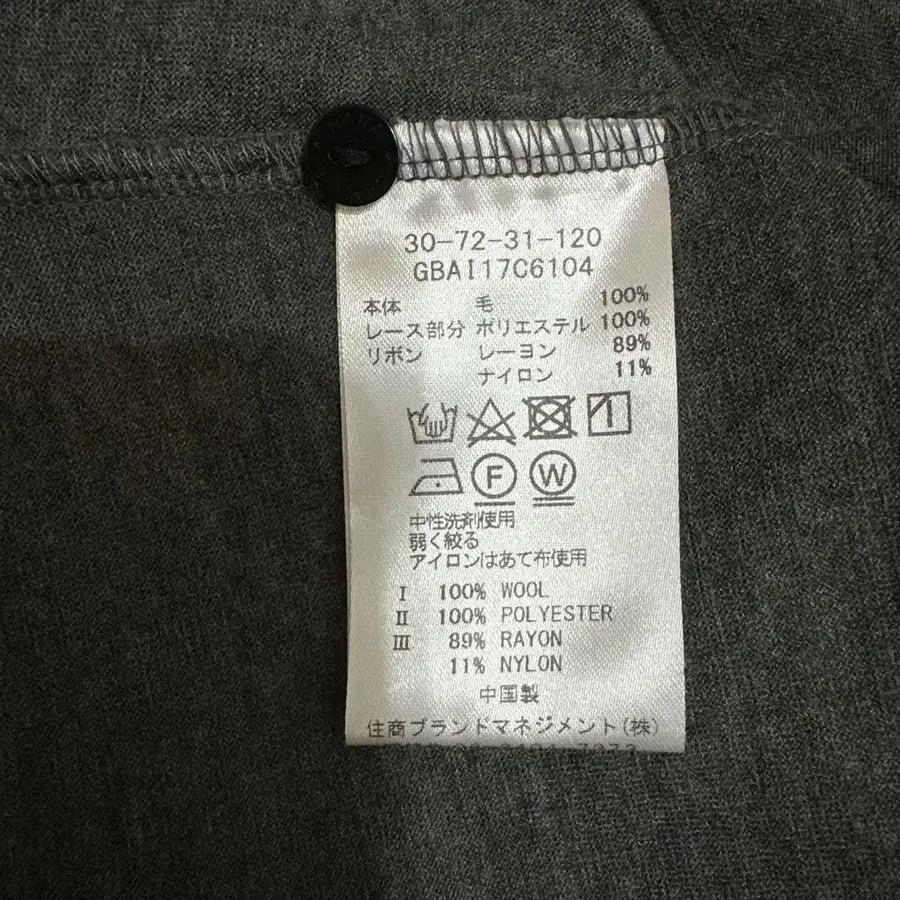 30-72-31-120
GBAI17C6104
本体 毛 100%
レース部分 ポリエステル 100%
リボン レーヨン 89%
ナイロン 11%
F W
中性洗剤使用
弱く絞る
アイロンはあて布使用
Ⅰ 100% WOOL
Ⅱ 100% POLYESTER
Ⅲ 89% RAYON
11% NYLON
中国製
住商ブランドマネジメント(株)